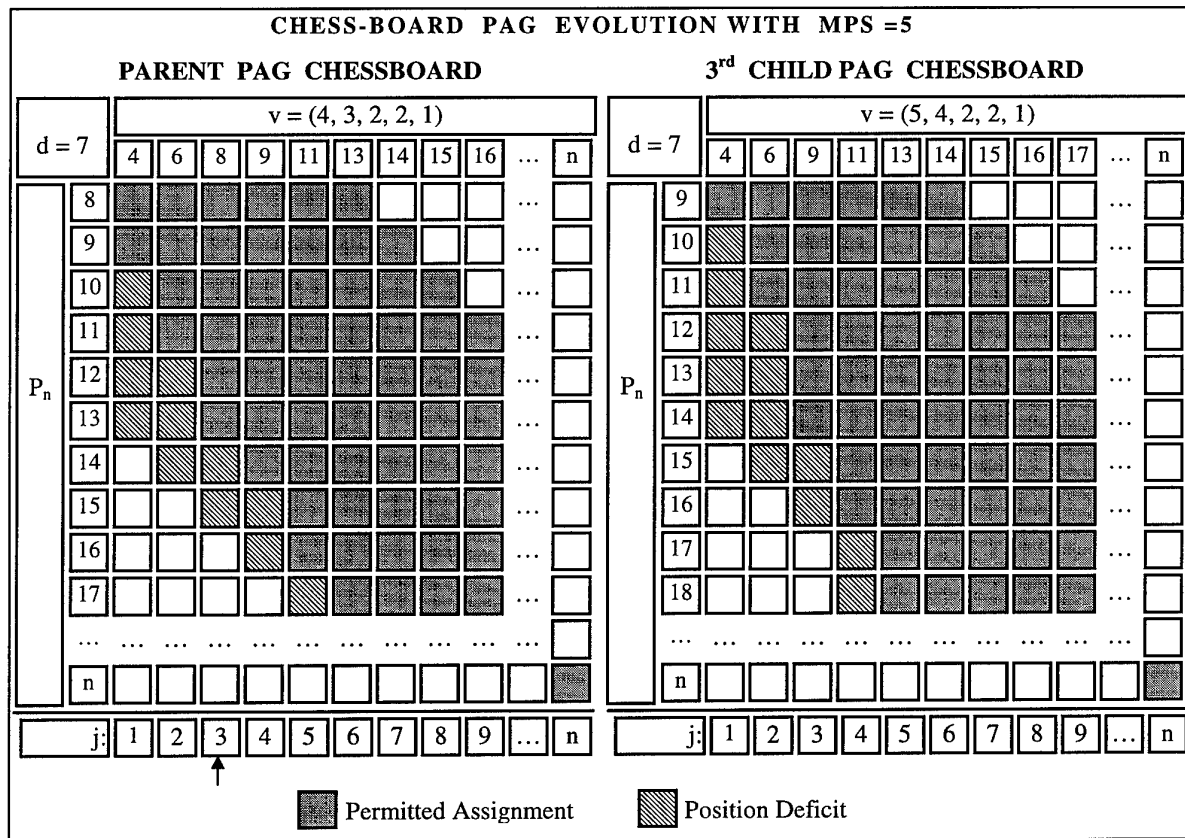 CHESS-BOARD PAG EVOLUTION WITH MPS =5
PARENT PAG CHESSBOARD
d = 7
v = (4, 3, 2, 2, 1)
4 6 8 9 11 13 14 15 16 ... n
Pn
8 ...
9 ...
10 ...
11 ...
12 ...
13 ...
14 ...
15 ...
16 ...
17 ...
... ... ... ... ... ... ... ... ... ... ...
n
j: 1 2 3 4 5 6 7 8 9 ... n
3rd CHILD PAG CHESSBOARD
d = 7
v = (5, 4, 2, 2, 1)
4 6 9 11 13 14 15 16 17 ... n
Pn
9 ...
10 ...
11 ...
12 ...
13 ...
14 ...
15 ...
16 ...
17 ...
18 ...
... ... ... ... ... ... ... ... ... ... ...
n
j: 1 2 3 4 5 6 7 8 9 ... n
Permitted Assignment
Position Deficit